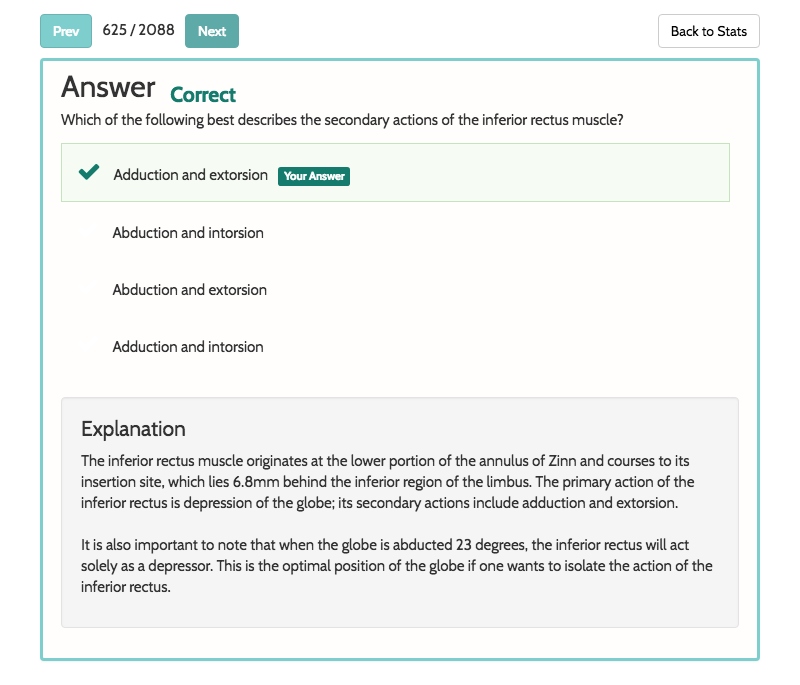 Prev 625 / 2088 Next Back to Stats
Answer Correct
Which of the following best describes the secondary actions of the inferior rectus muscle?
Adduction and extorsion Your Answer
Abduction and intorsion
Abduction and extorsion
Adduction and intorsion
Explanation
The inferior rectus muscle originates at the lower portion of the annulus of Zinn and courses to its
insertion site, which lies 6.8mm behind the inferior region of the limbus. The primary action of the
inferior rectus is depression of the globe; its secondary actions include adduction and extorsion.
It is also important to note that when the globe is abducted 23 degrees, the inferior rectus will act
solely as a depressor. This is the optimal position of the globe if one wants to isolate the action of the
inferior rectus.